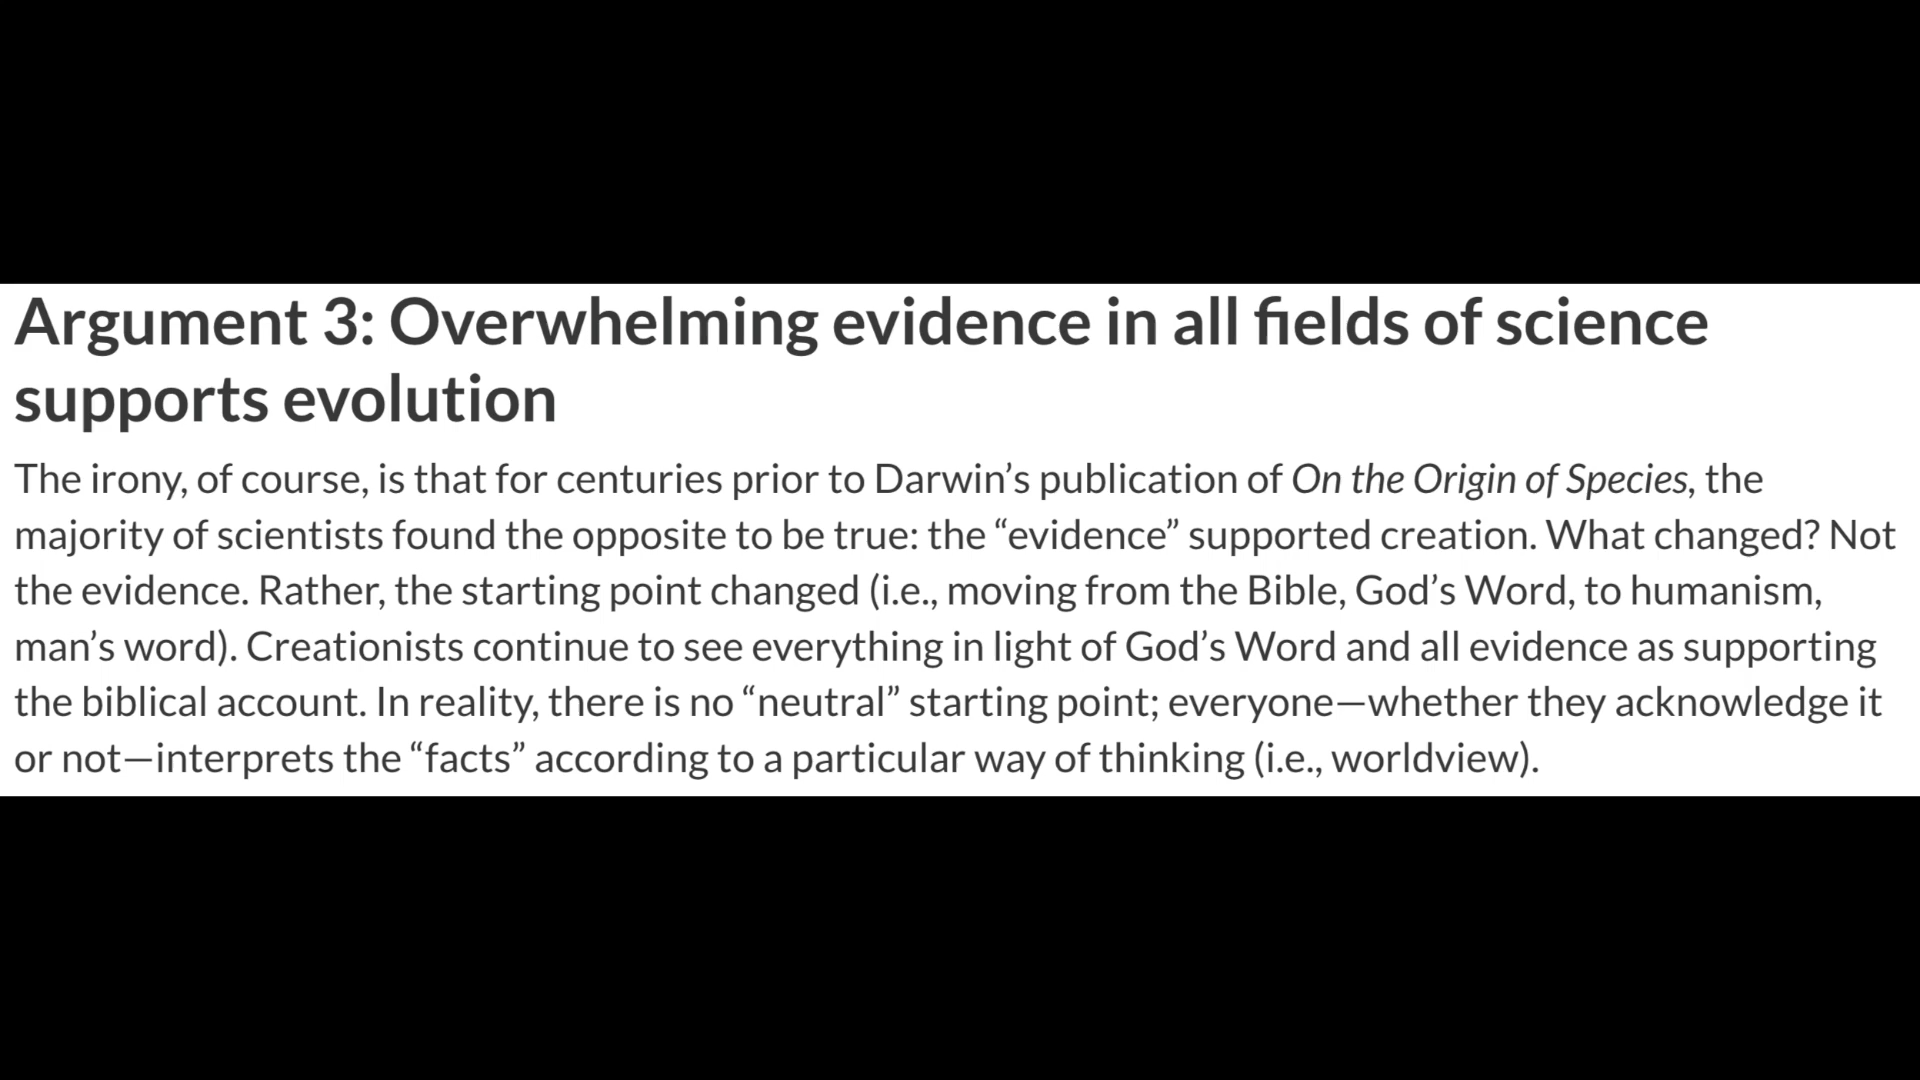 Argument 3: Overwhelming evidence in all fields of science
supports evolution
The irony, of course, is that for centuries prior to Darwin’s publication of On the Origin of Species, the
majority of scientists found the opposite to be true: the “evidence” supported creation. What changed? Not
the evidence. Rather, the starting point changed (i.e., moving from the Bible, God’s Word, to humanism,
man’s word). Creationists continue to see everything in light of God’s Word and all evidence as supporting
the biblical account. In reality, there is no “neutral” starting point; everyone—whether they acknowledge it
or not—interprets the “facts” according to a particular way of thinking (i.e., worldview).